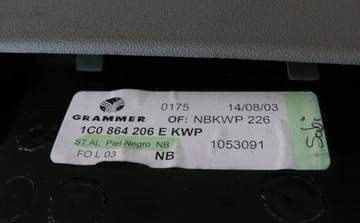 GRAMMER 0175 14/08/03
OF: NBKWP 226
1C0 864 206 E KWP
ST.AL. Piel Negro NB 1053091
FO L 03 NB